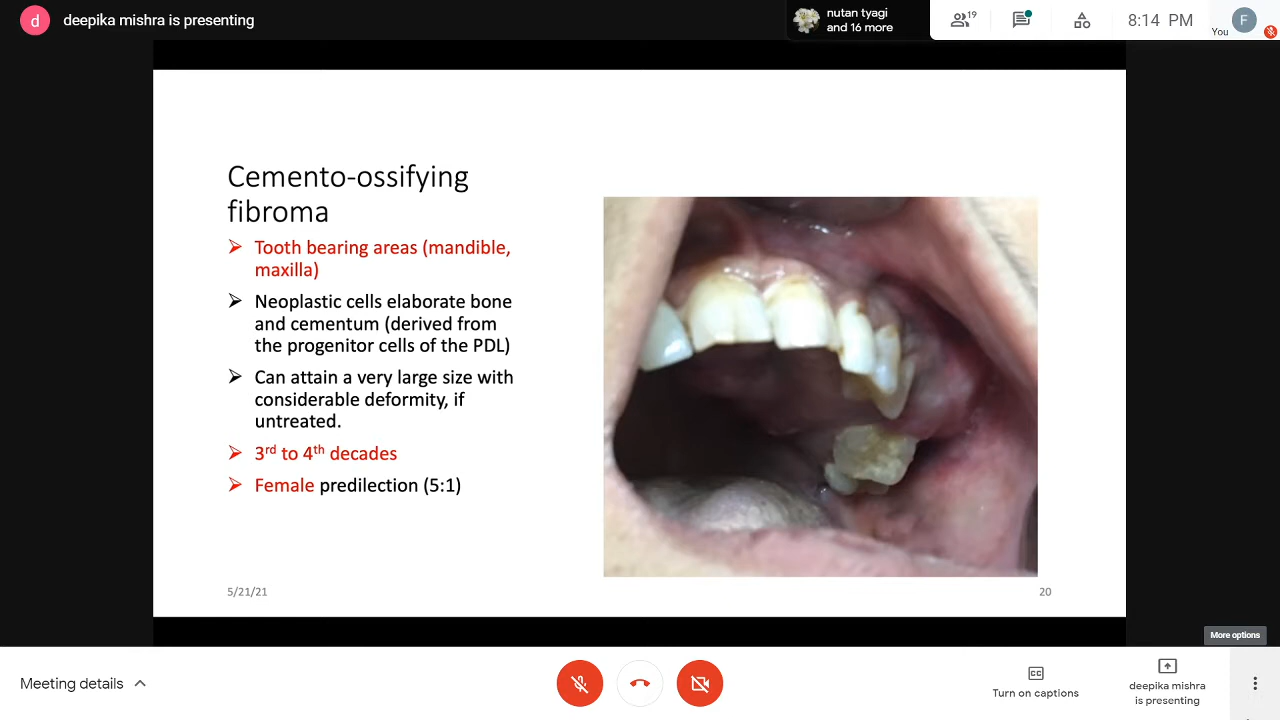 d deepika mishra is presenting
nutan tyagi
and 16 more
19
8:14 PM
You
F
Cemento-ossifying
fibroma
Tooth bearing areas (mandible,
maxilla)
Neoplastic cells elaborate bone
and cementum (derived from
the progenitor cells of the PDL)
Can attain a very large size with
considerable deformity, if
untreated.
3rd to 4th decades
Female predilection (5:1)
5/21/21
20
More options
Meeting details
CC
Turn on captions
deepika mishra
is presenting